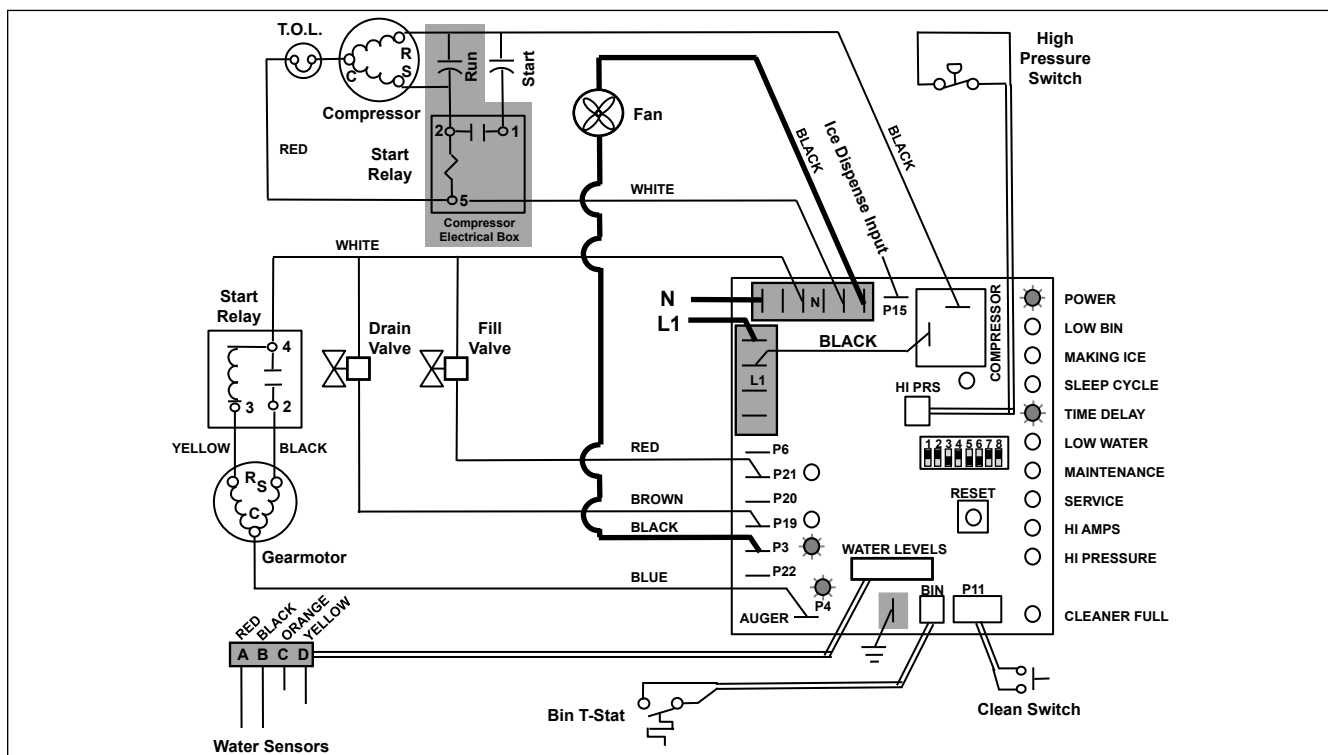 T.O.L.
R
S
C
Compressor
Run
Start
RED
2
1
Start
Relay
5
Compressor
Electrical Box
WHITE
Fan
BLACK
Ice Dispense Input
BLACK
High
Pressure
Switch
WHITE
Start
Relay
4
3
2
YELLOW
BLACK
R
S
C
Gearmotor
Drain
Valve
Fill
Valve
N
L1
N
P15
BLACK
L1
COMPRESSOR
HI PRS
POWER
LOW BIN
MAKING ICE
SLEEP CYCLE
TIME DELAY
LOW WATER
MAINTENANCE
SERVICE
HI AMPS
HI PRESSURE
CLEANER FULL
1 2 3 4 5 6 7 8
RESET
P6
RED
P21
P20
BROWN
P19
BLACK
P3
P22
BLUE
P4
AUGER
WATER LEVELS
BIN
P11
RED
BLACK
ORANGE
YELLOW
A B C D
Water Sensors
Bin T-Stat
Clean Switch